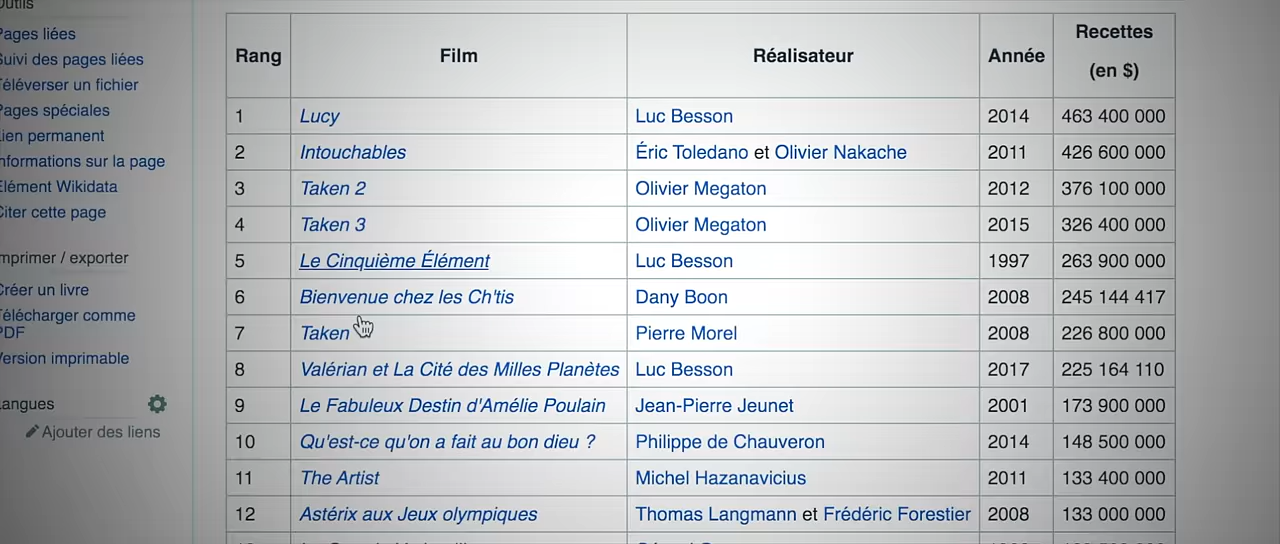 Outils
Pages liées
Suivi des pages liées
Téléverser un fichier
Pages spéciales
Lien permanent
Informations sur la page
Élément Wikidata
Citer cette page
Imprimer / exporter
Créer un livre
Télécharger comme
PDF
Version imprimable
Langues
Ajouter des liens
Rang Film Réalisateur Année Recettes (en $)
1 Lucy Luc Besson 2014 463 400 000
2 Intouchables Éric Toledano et Olivier Nakache 2011 426 600 000
3 Taken 2 Olivier Megaton 2012 376 100 000
4 Taken 3 Olivier Megaton 2015 326 400 000
5 Le Cinquième Élément Luc Besson 1997 263 900 000
6 Bienvenue chez les Ch'tis Dany Boon 2008 245 144 417
7 Taken Pierre Morel 2008 226 800 000
8 Valérian et La Cité des Milles Planètes Luc Besson 2017 225 164 110
9 Le Fabuleux Destin d'Amélie Poulain Jean-Pierre Jeunet 2001 173 900 000
10 Qu'est-ce qu'on a fait au bon dieu ? Philippe de Chauveron 2014 148 500 000
11 The Artist Michel Hazanavicius 2011 133 400 000
12 Astérix aux Jeux olympiques Thomas Langmann et Frédéric Forestier 2008 133 000 000